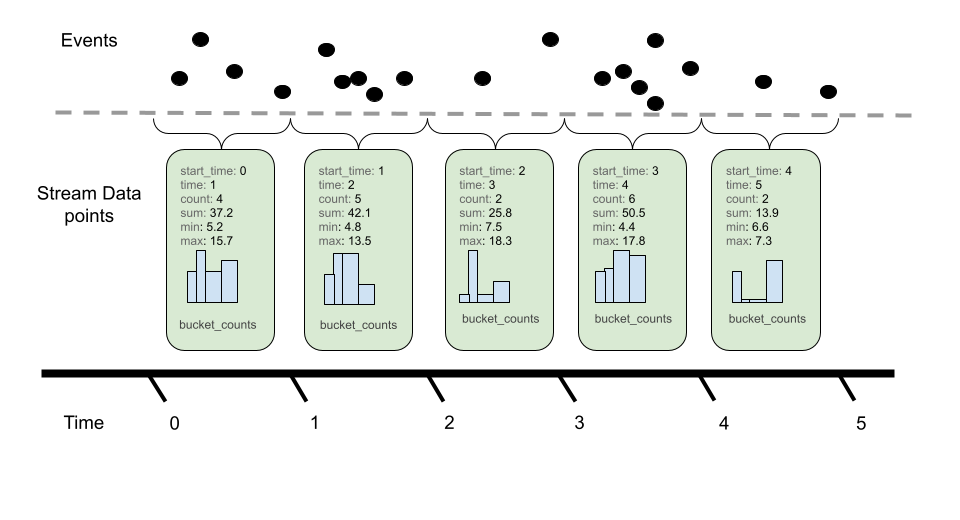 Events
Stream Data
points
start_time: 0
time: 1
count: 4
sum: 37.2
min: 5.2
max: 15.7
bucket_counts
start_time: 1
time: 2
count: 5
sum: 42.1
min: 4.8
max: 13.5
bucket_counts
start_time: 2
time: 3
count: 2
sum: 25.8
min: 7.5
max: 18.3
bucket_counts
start_time: 3
time: 4
count: 6
sum: 50.5
min: 4.4
max: 17.8
bucket_counts
start_time: 4
time: 5
count: 2
sum: 13.9
min: 6.6
max: 7.3
bucket_counts
Time 0 1 2 3 4 5